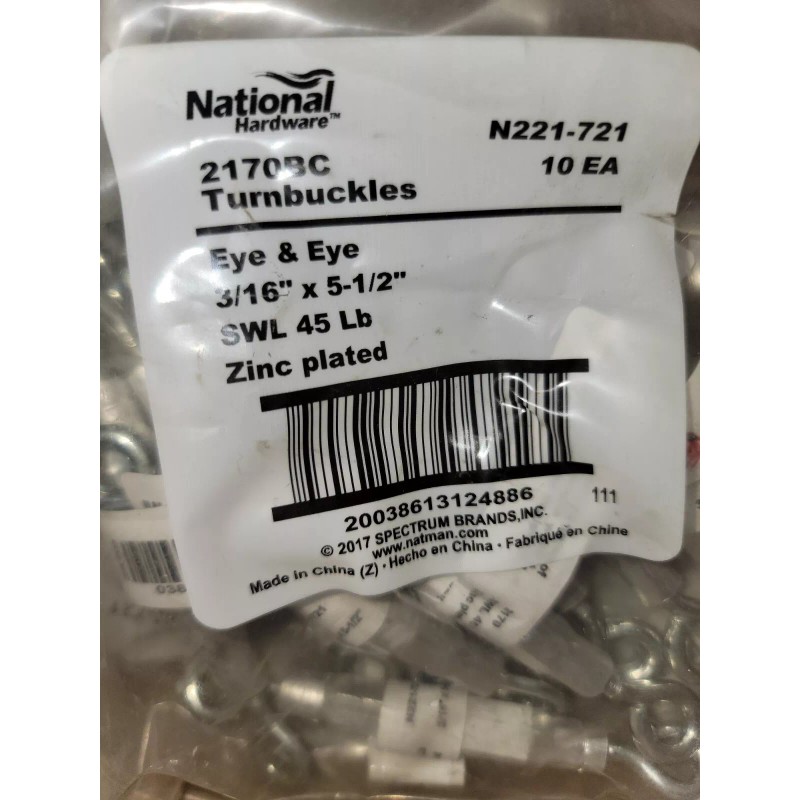 National
Hardware™
N221-721
2170BC
10 EA
Turnbuckles
Eye & Eye
3/16" x 5-1/2"
SWL 45 Lb
Zinc plated
20038613124886
111
© 2017 SPECTRUM BRANDS,INC.
www.natman.com
Made in China (Z) · Hecho en China · Fabriqué en Chine